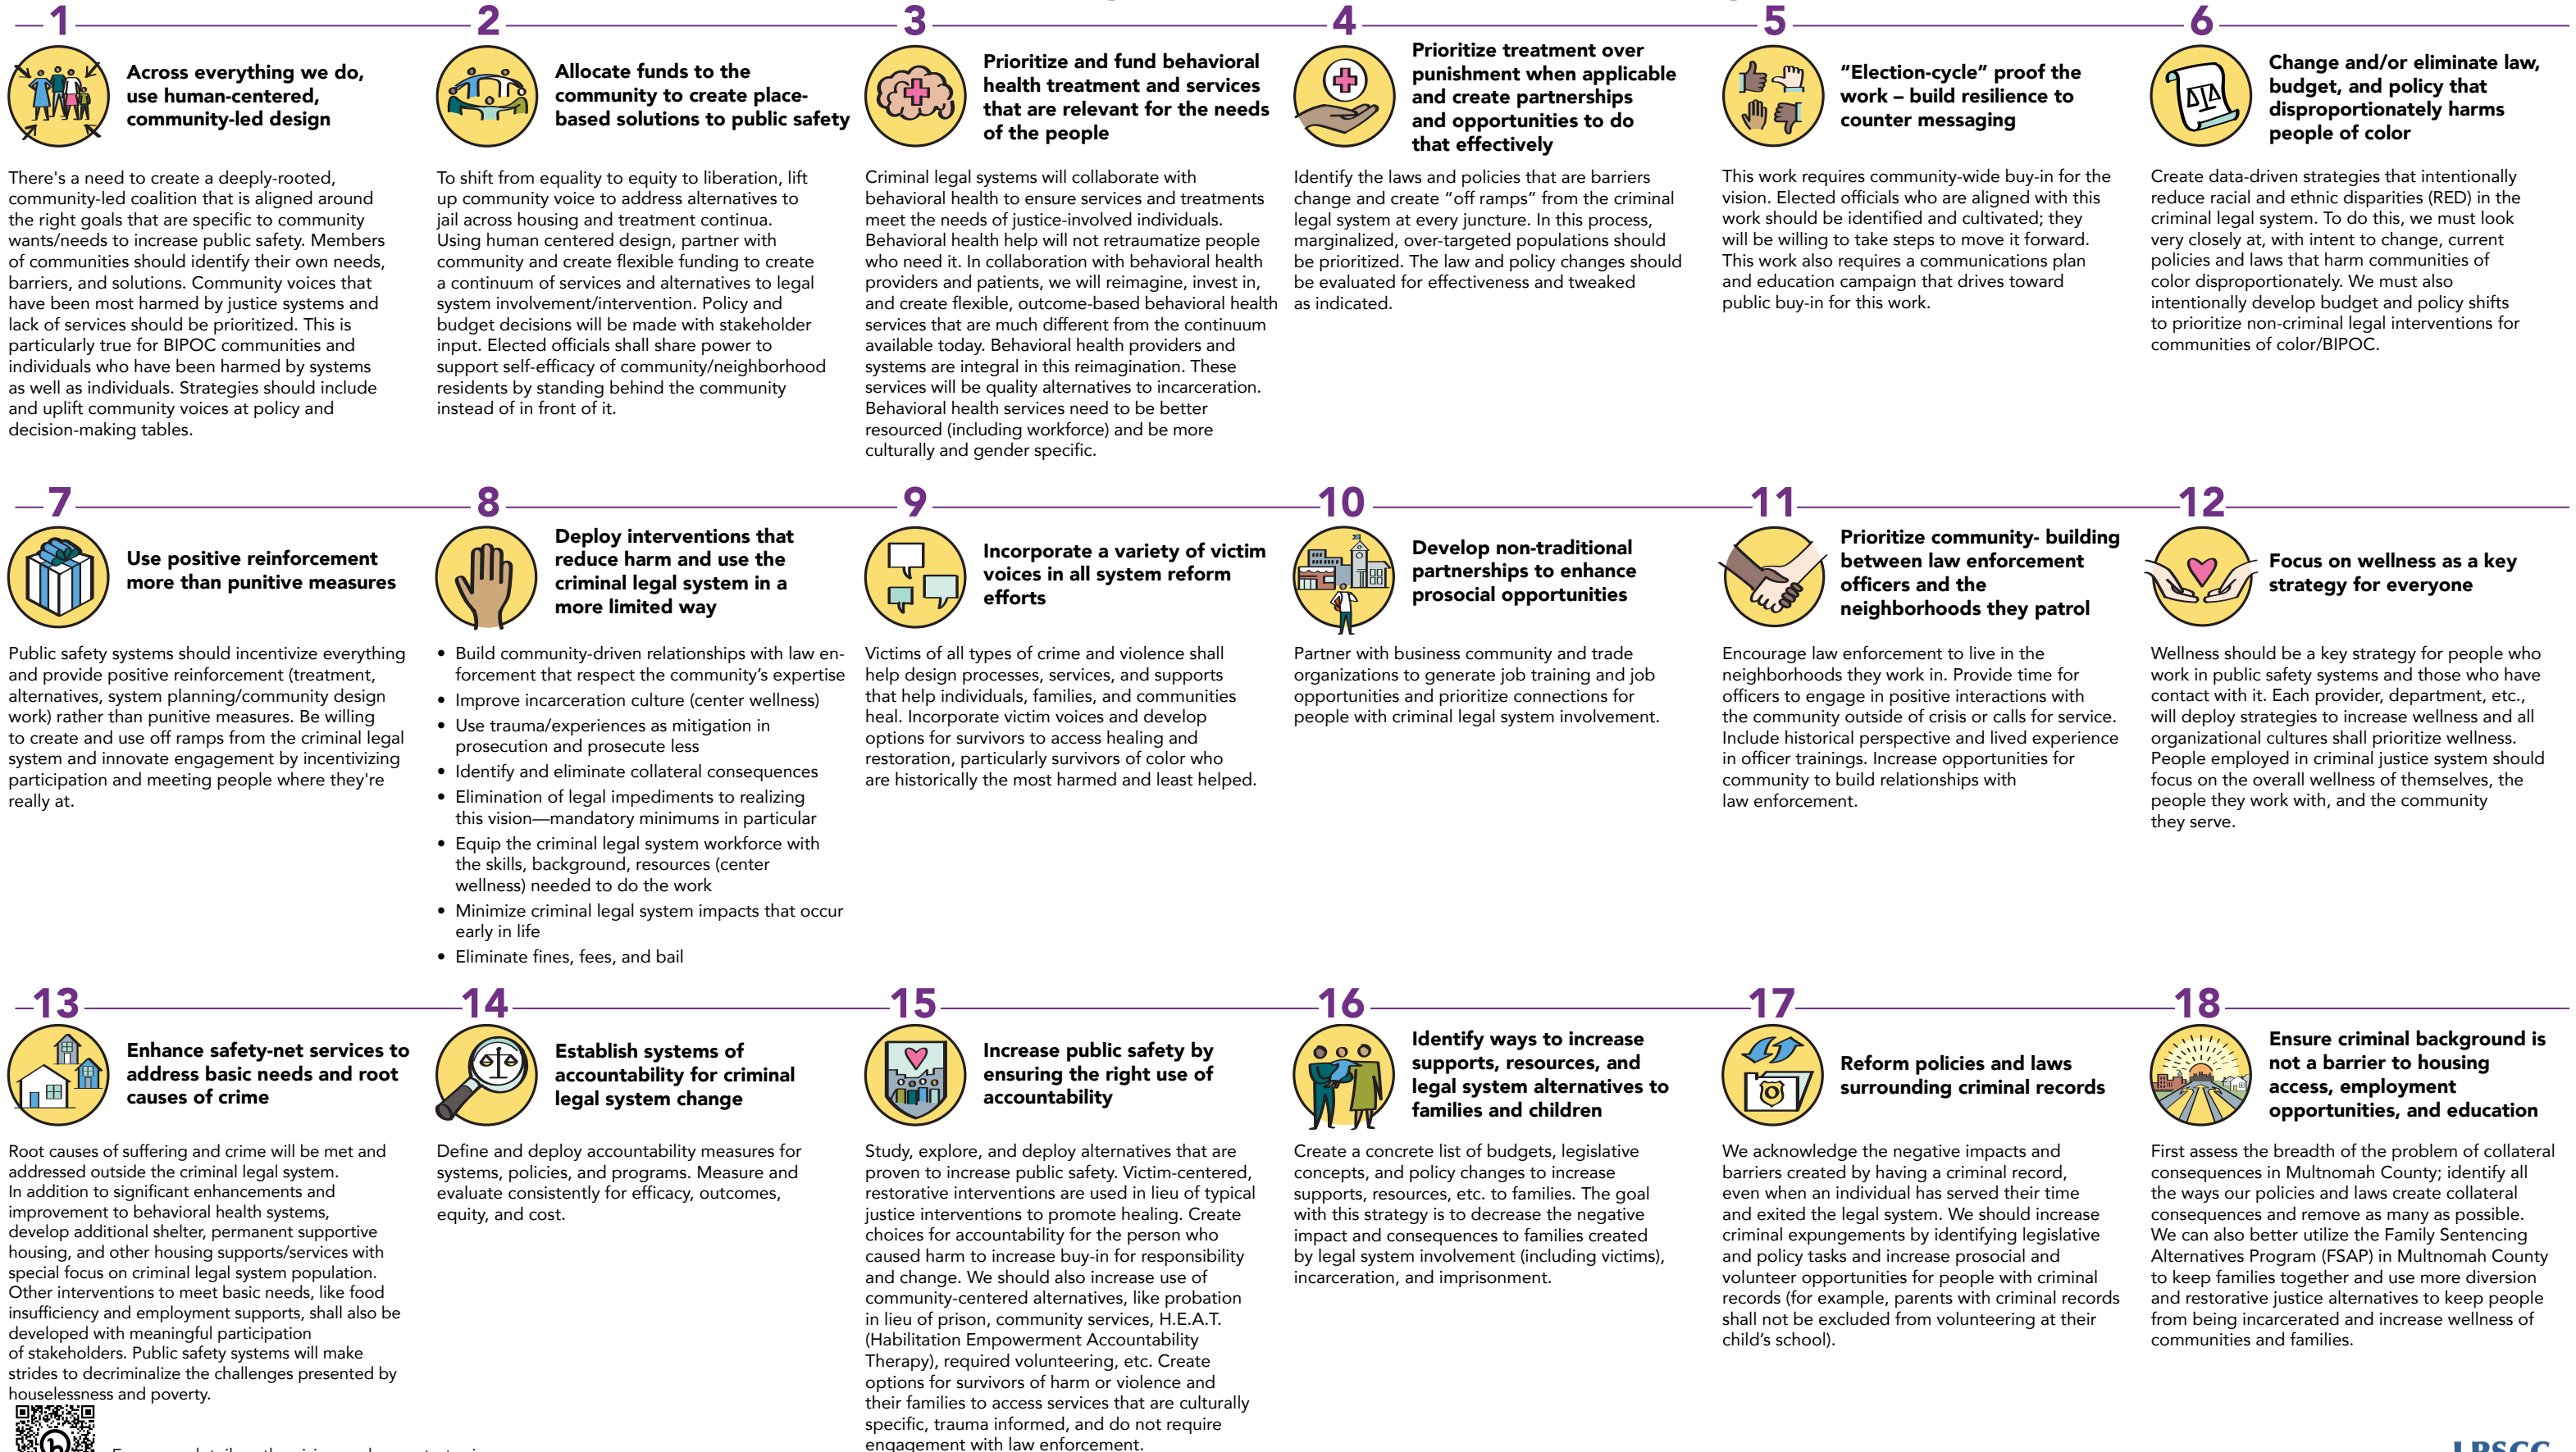 1
Across everything we do,
use human-centered,
community-led design
There's a need to create a deeply-rooted,
community-led coalition that is aligned around
the right goals that are specific to community
wants/needs to increase public safety. Members
of communities should identify their own needs,
barriers, and solutions. Community voices that
have been most harmed by justice systems and
lack of services should be prioritized. This is
particularly true for BIPOC communities and
individuals who have been harmed by systems
as well as individuals. Strategies should include
and uplift community voices at policy and
decision-making tables.
2
Allocate funds to the
community to create place-
based solutions to public safety
To shift from equality to equity to liberation, lift
up community voice to address alternatives to
jail across housing and treatment continua.
Using human centered design, partner with
community and create flexible funding to create
a continuum of services and alternatives to legal
system involvement/intervention. Policy and
budget decisions will be made with stakeholder
input. Elected officials shall share power to
support self-efficacy of community/neighborhood
residents by standing behind the community
instead of in front of it.
3
Prioritize and fund behavioral
health treatment and services
that are relevant for the needs
of the people
Criminal legal systems will collaborate with
behavioral health to ensure services and treatments
meet the needs of justice-involved individuals.
Behavioral health help will not retraumatize people
who need it. In collaboration with behavioral health
providers and patients, we will reimagine, invest in,
and create flexible, outcome-based behavioral health
services that are much different from the continuum
available today. Behavioral health providers and
systems are integral in this reimagination. These
services will be quality alternatives to incarceration.
Behavioral health services need to be better
resourced (including workforce) and be more
culturally and gender specific.
4
Prioritize treatment over
punishment when applicable
and create partnerships
and opportunities to do
that effectively
Identify the laws and policies that are barriers
change and create “off ramps” from the criminal
legal system at every juncture. In this process,
marginalized, over-targeted populations should
be prioritized. The law and policy changes should
be evaluated for effectiveness and tweaked
as indicated.
5
“Election-cycle” proof the
work – build resilience to
counter messaging
This work requires community-wide buy-in for the
vision. Elected officials who are aligned with this
work should be identified and cultivated; they
will be willing to take steps to move it forward.
This work also requires a communications plan
and education campaign that drives toward
public buy-in for this work.
6
Change and/or eliminate law,
budget, and policy that
disproportionately harms
people of color
Create data-driven strategies that intentionally
reduce racial and ethnic disparities (RED) in the
criminal legal system. To do this, we must look
very closely at, with intent to change, current
policies and laws that harm communities of
color disproportionately. We must also
intentionally develop budget and policy shifts
to prioritize non-criminal legal interventions for
communities of color/BIPOC.
7
Use positive reinforcement
more than punitive measures
Public safety systems should incentivize everything
and provide positive reinforcement (treatment,
alternatives, system planning/community design
work) rather than punitive measures. Be willing
to create and use off ramps from the criminal legal
system and innovate engagement by incentivizing
participation and meeting people where they're
really at.
8
Deploy interventions that
reduce harm and use the
criminal legal system in a
more limited way
• Build community-driven relationships with law en-
forcement that respect the community’s expertise
• Improve incarceration culture (center wellness)
• Use trauma/experiences as mitigation in
prosecution and prosecute less
• Identify and eliminate collateral consequences
• Elimination of legal impediments to realizing
this vision—mandatory minimums in particular
• Equip the criminal legal system workforce with
the skills, background, resources (center
wellness) needed to do the work
• Minimize criminal legal system impacts that occur
early in life
• Eliminate fines, fees, and bail
9
Incorporate a variety of victim
voices in all system reform
efforts
Victims of all types of crime and violence shall
help design processes, services, and supports
that help individuals, families, and communities
heal. Incorporate victim voices and develop
options for survivors to access healing and
restoration, particularly survivors of color who
are historically the most harmed and least helped.
10
Develop non-traditional
partnerships to enhance
prosocial opportunities
Partner with business community and trade
organizations to generate job training and job
opportunities and prioritize connections for
people with criminal legal system involvement.
11
Prioritize community- building
between law enforcement
officers and the
neighborhoods they patrol
Encourage law enforcement to live in the
neighborhoods they work in. Provide time for
officers to engage in positive interactions with
the community outside of crisis or calls for service.
Include historical perspective and lived experience
in officer trainings. Increase opportunities for
community to build relationships with
law enforcement.
12
Focus on wellness as a key
strategy for everyone
Wellness should be a key strategy for people who
work in public safety systems and those who have
contact with it. Each provider, department, etc.,
will deploy strategies to increase wellness and all
organizational cultures shall prioritize wellness.
People employed in criminal justice system should
focus on the overall wellness of themselves, the
people they work with, and the community
they serve.
13
Enhance safety-net services to
address basic needs and root
causes of crime
Root causes of suffering and crime will be met and
addressed outside the criminal legal system.
In addition to significant enhancements and
improvement to behavioral health systems,
develop additional shelter, permanent supportive
housing, and other housing supports/services with
special focus on criminal legal system population.
Other interventions to meet basic needs, like food
insufficiency and employment supports, shall also be
developed with meaningful participation
of stakeholders. Public safety systems will make
strides to decriminalize the challenges presented by
houselessness and poverty.
14
Establish systems of
accountability for criminal
legal system change
Define and deploy accountability measures for
systems, policies, and programs. Measure and
evaluate consistently for efficacy, outcomes,
equity, and cost.
15
Increase public safety by
ensuring the right use of
accountability
Study, explore, and deploy alternatives that are
proven to increase public safety. Victim-centered,
restorative interventions are used in lieu of typical
justice interventions to promote healing. Create
choices for accountability for the person who
caused harm to increase buy-in for responsibility
and change. We should also increase use of
community-centered alternatives, like probation
in lieu of prison, community services, H.E.A.T.
(Habilitation Empowerment Accountability
Therapy), required volunteering, etc. Create
options for survivors of harm or violence and
their families to access services that are culturally
specific, trauma informed, and do not require
engagement with law enforcement.
16
Identify ways to increase
supports, resources, and
legal system alternatives to
families and children
Create a concrete list of budgets, legislative
concepts, and policy changes to increase
supports, resources, etc. to families. The goal
with this strategy is to decrease the negative
impact and consequences to families created
by legal system involvement (including victims),
incarceration, and imprisonment.
17
Reform policies and laws
surrounding criminal records
We acknowledge the negative impacts and
barriers created by having a criminal record,
even when an individual has served their time
and exited the legal system. We should increase
criminal expungements by identifying legislative
and policy tasks and increase prosocial and
volunteer opportunities for people with criminal
records (for example, parents with criminal records
shall not be excluded from volunteering at their
child’s school).
18
Ensure criminal background is
not a barrier to housing
access, employment
opportunities, and education
First assess the breadth of the problem of collateral
consequences in Multnomah County; identify all
the ways our policies and laws create collateral
consequences and remove as many as possible.
We can also better utilize the Family Sentencing
Alternatives Program (FSAP) in Multnomah County
to keep families together and use more diversion
and restorative justice alternatives to keep people
from being incarcerated and increase wellness of
communities and families.
LPSCC